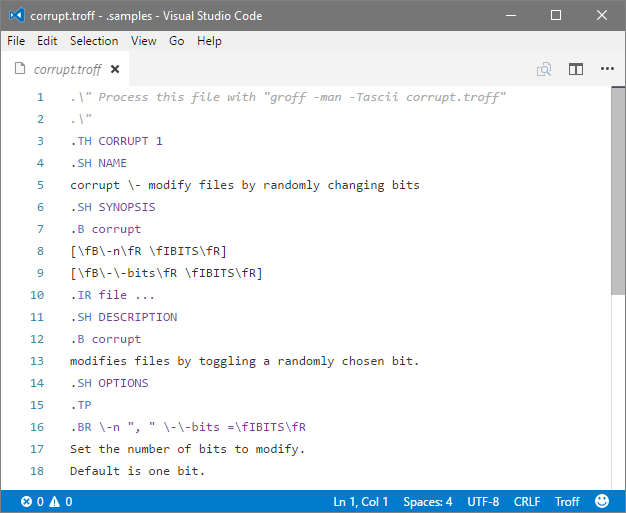 corrupt.troff - .samples - Visual Studio Code
File Edit Selection View Go Help
corrupt.troff
1 .\" Process this file with "groff -man -Tascii corrupt.troff"
2 .\"
3 .TH CORRUPT 1
4 .SH NAME
5 corrupt \- modify files by randomly changing bits
6 .SH SYNOPSIS
7 .B corrupt
8 [\fB\-n\fR \fIBITS\fR]
9 [\fB\-\-bits\fR \fIBITS\fR]
10 .IR file ...
11 .SH DESCRIPTION
12 .B corrupt
13 modifies files by toggling a randomly chosen bit.
14 .SH OPTIONS
15 .TP
16 .BR \-n ", " \-\-bits =\fIBITS\fR
17 Set the number of bits to modify.
18 Default is one bit.
0 0 Ln 1, Col 1 Spaces: 4 UTF-8 CRLF Troff